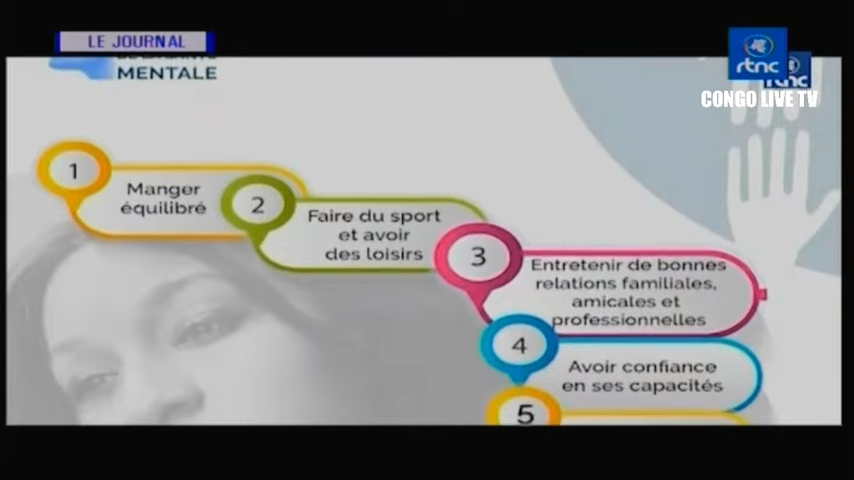 LE JOURNAL
MENTALE
rtnc
rtnc
CONGO LIVE TV
1
Manger
équilibré
2
Faire du sport
et avoir
des loisirs
3
Entretenir de bonnes
relations familiales,
amicales et
professionnelles
4
Avoir confiance
en ses capacités
5